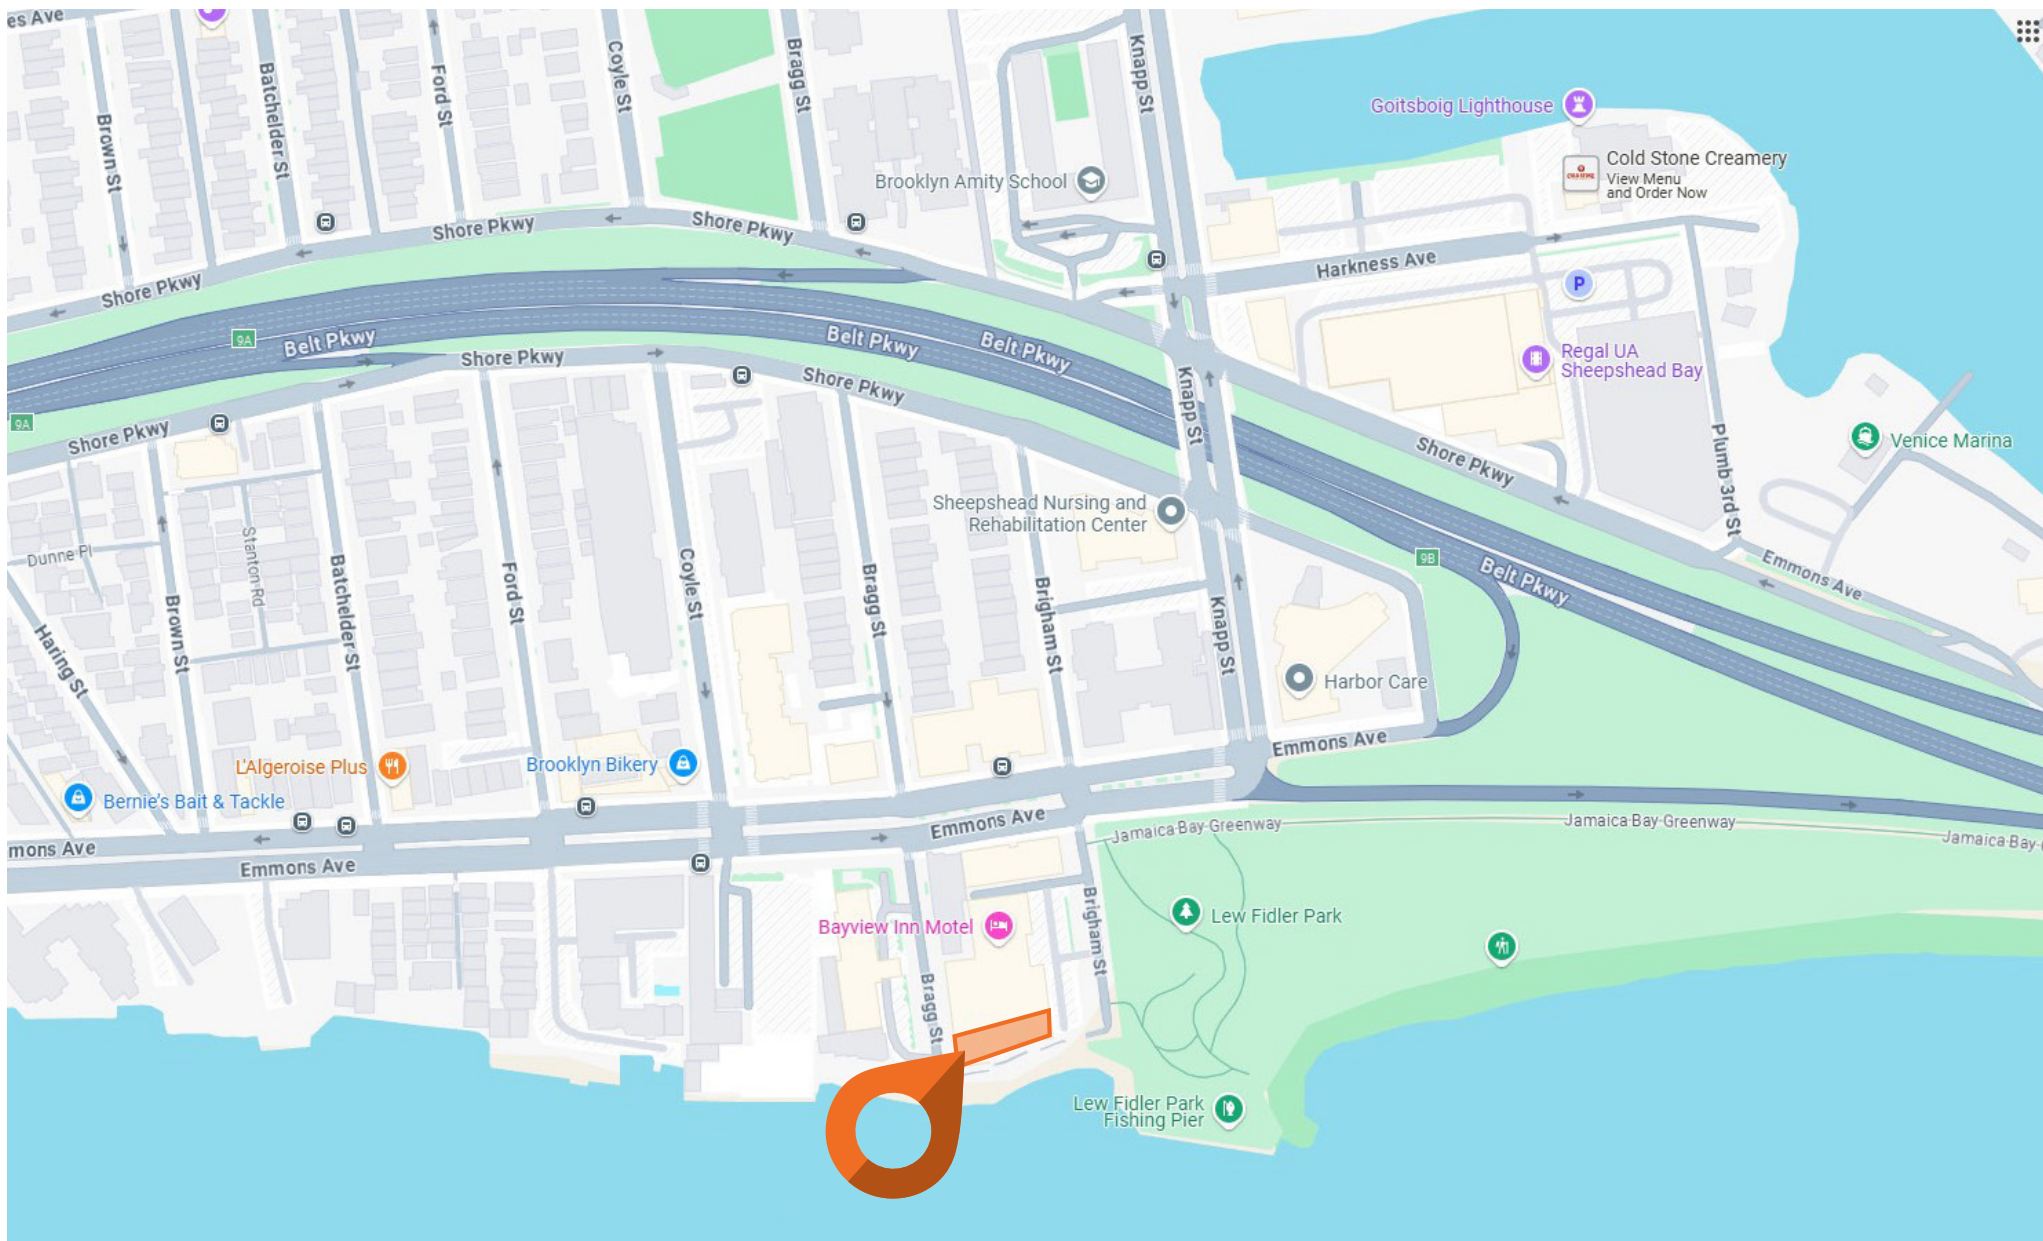 es Ave
Brown St
Batchelder St
Ford St
Coyle St
Bragg St
Knapp St
Goitsboig Lighthouse
Cold Stone Creamery
View Menu
and Order Now
Brooklyn Amity School
Shore Pkwy
Shore Pkwy
Shore Pkwy
Harkness Ave
P
9A
Belt Pkwy
Belt Pkwy
Belt Pkwy
Shore Pkwy
Shore Pkwy
Knapp St
Regal UA
Sheepshead Bay
9A
Shore Pkwy
Shore Pkwy
Plumb 3rd St
Venice Marina
Sheepshead Nursing and
Rehabilitation Center
Dunne Pl
Stanton Rd
Batchelder St
Ford St
Coyle St
Bragg St
Brigham St
Knapp St
9B
Belt Pkwy
Emmons Ave
Haring St
Brown St
Harbor Care
Emmons Ave
L'Algeroise Plus
Brooklyn Bikery
Bernie's Bait & Tackle
mons Ave
Emmons Ave
Emmons Ave
Jamaica Bay Greenway
Jamaica Bay Greenway
Jamaica Bay
Bayview Inn Motel
Bragg St
Brigham St
Lew Fidler Park
Lew Fidler Park
Fishing Pier